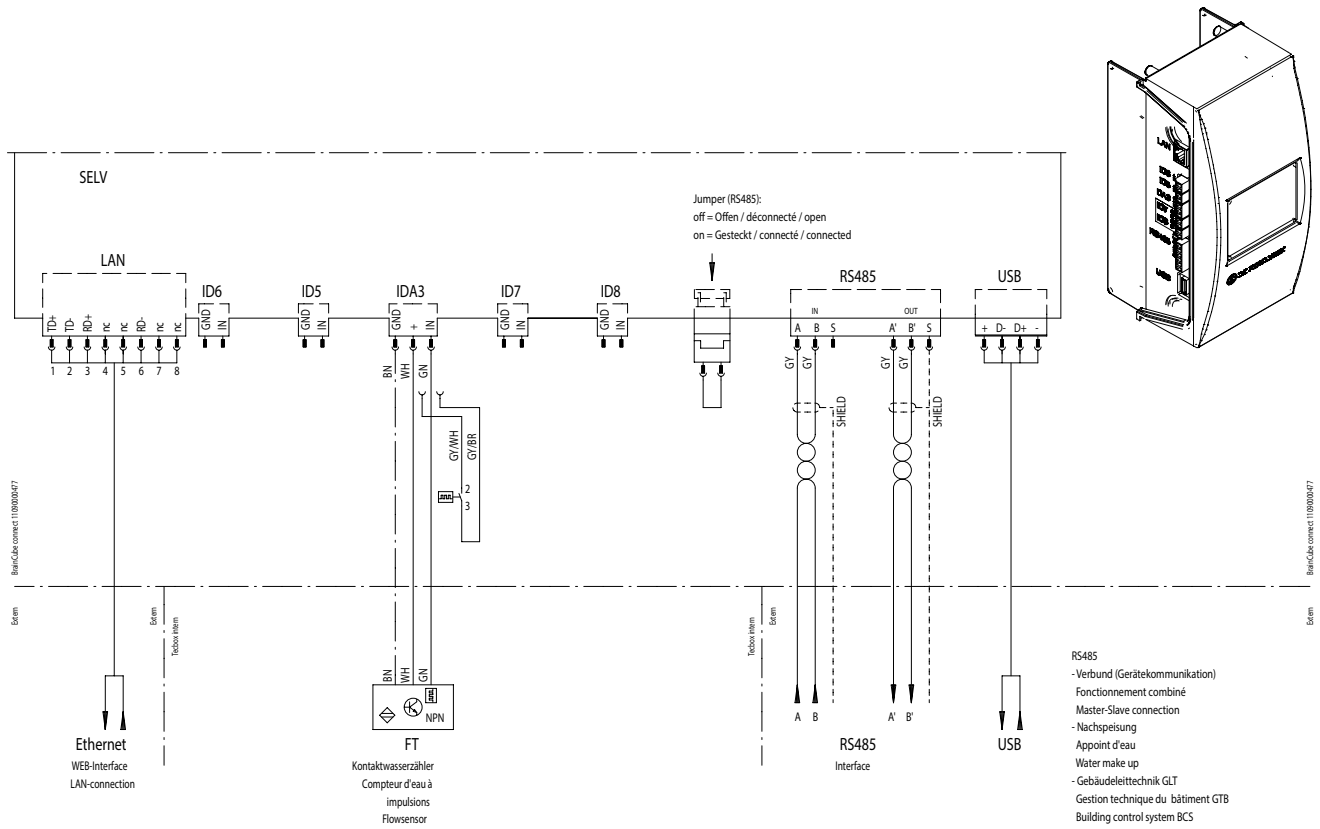 SELV
Jumper (RS485):
off = Offen / déconnecté / open
on = Gesteckt / connecté / connected
LAN
ID6
ID5
IDA3
ID7
ID8
RS485
USB
TD+ TD- RD+ nc nc RD- nc nc
GND IN
GND IN
GND + IN
GND IN
GND IN
IN OUT
A B S A' B' S
+ D- D+ -
1 2 3 4 5 6 7 8
BN WH GN
GY GY GY GY
SHIELD
SHIELD
GY/WH
GY/BR
2
3
BrainCube connect 11090000477
BrainCube connect 11090000477
Extern
Extern
Tecbox intern
Tecbox intern
Extern
Extern
BN WH GN
NPN
A B A' B'
Ethernet
WEB-Interface
LAN-connection
FT
Kontaktwasserzähler
Compteur d'eau à
impulsions
Flowsensor
RS485
Interface
USB
RS485
- Verbund (Gerätekommunikation)
Fonctionnement combiné
Master-Slave connection
- Nachspeisung
Appoint d'eau
Water make up
- Gebäudeleittechnik GLT
Gestion technique du bâtiment GTB
Building control system BCS
LAN
RS485
USB